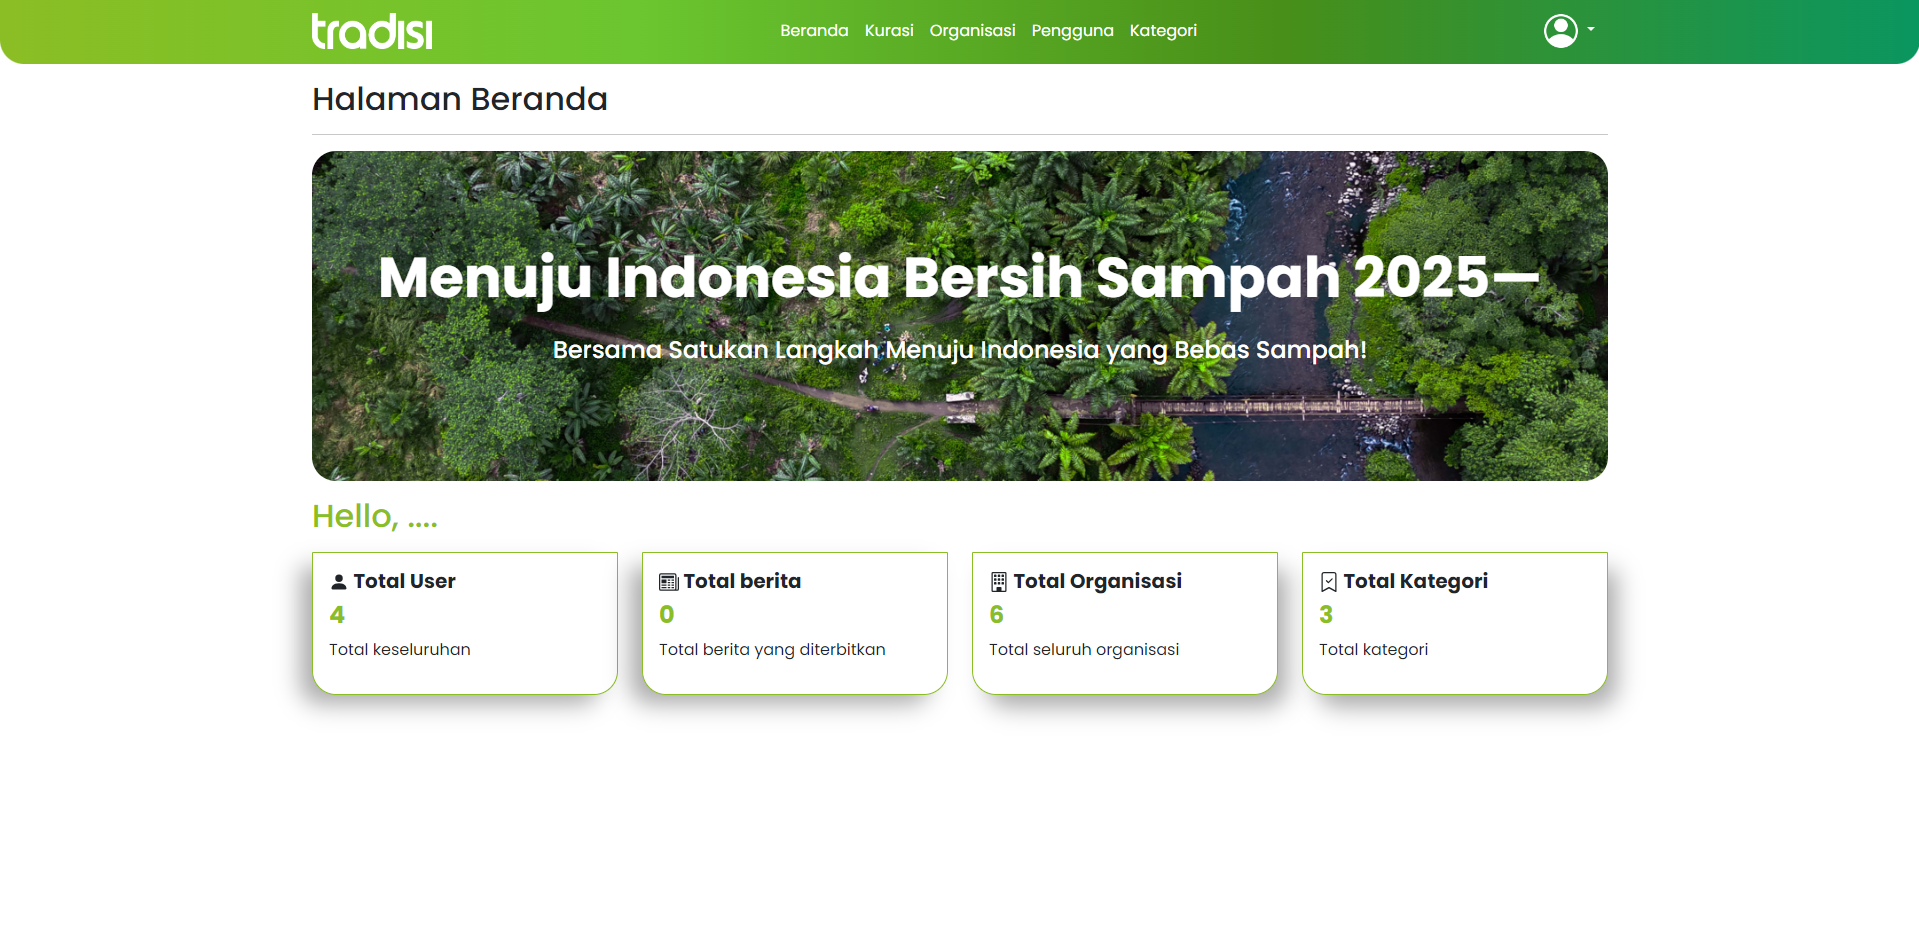 tradisi
Beranda Kurasi Organisasi Pengguna Kategori
Halaman Beranda
Menuju Indonesia Bersih Sampah 2025—
Bersama Satukan Langkah Menuju Indonesia yang Bebas Sampah!
Hello, ....
Total User
4
Total keseluruhan
Total berita
0
Total berita yang diterbitkan
Total Organisasi
6
Total seluruh organisasi
Total Kategori
3
Total kategori